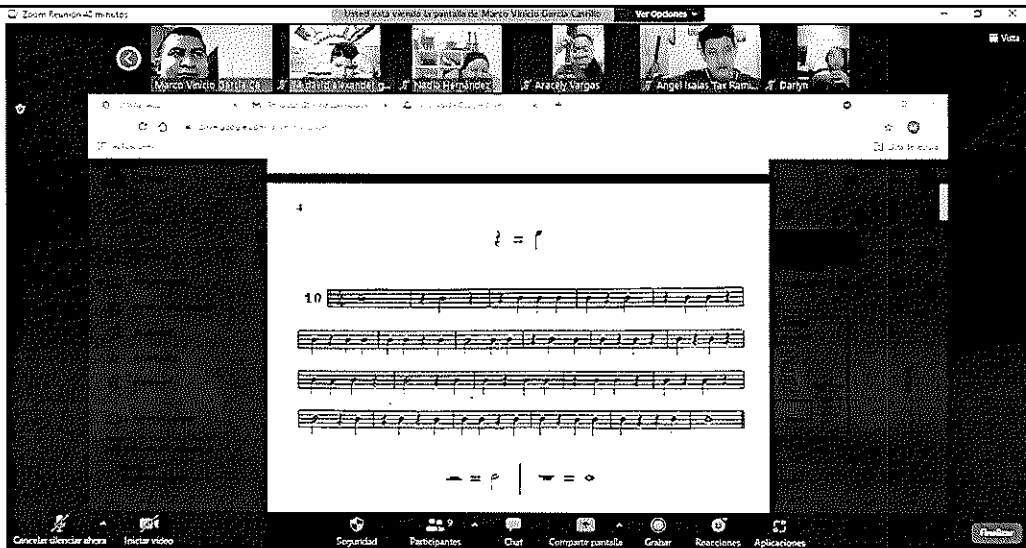 Zoom Reunión 40 minutos
Usted está viendo la pantalla de Marco Vinicio García Castillo
Ver Opciones
Vista
Marco Vinicio García Ca...
Nadia Hernández
Aracely Vargas
Angel Isaias Tax Rami...
Darlyn
4
=
10
=
=
Cancelar silenciar ahora
Iniciar video
Seguridad
Participantes
9
Chat
Compartir pantalla
Grabar
Reacciones
Aplicaciones
Finalizar